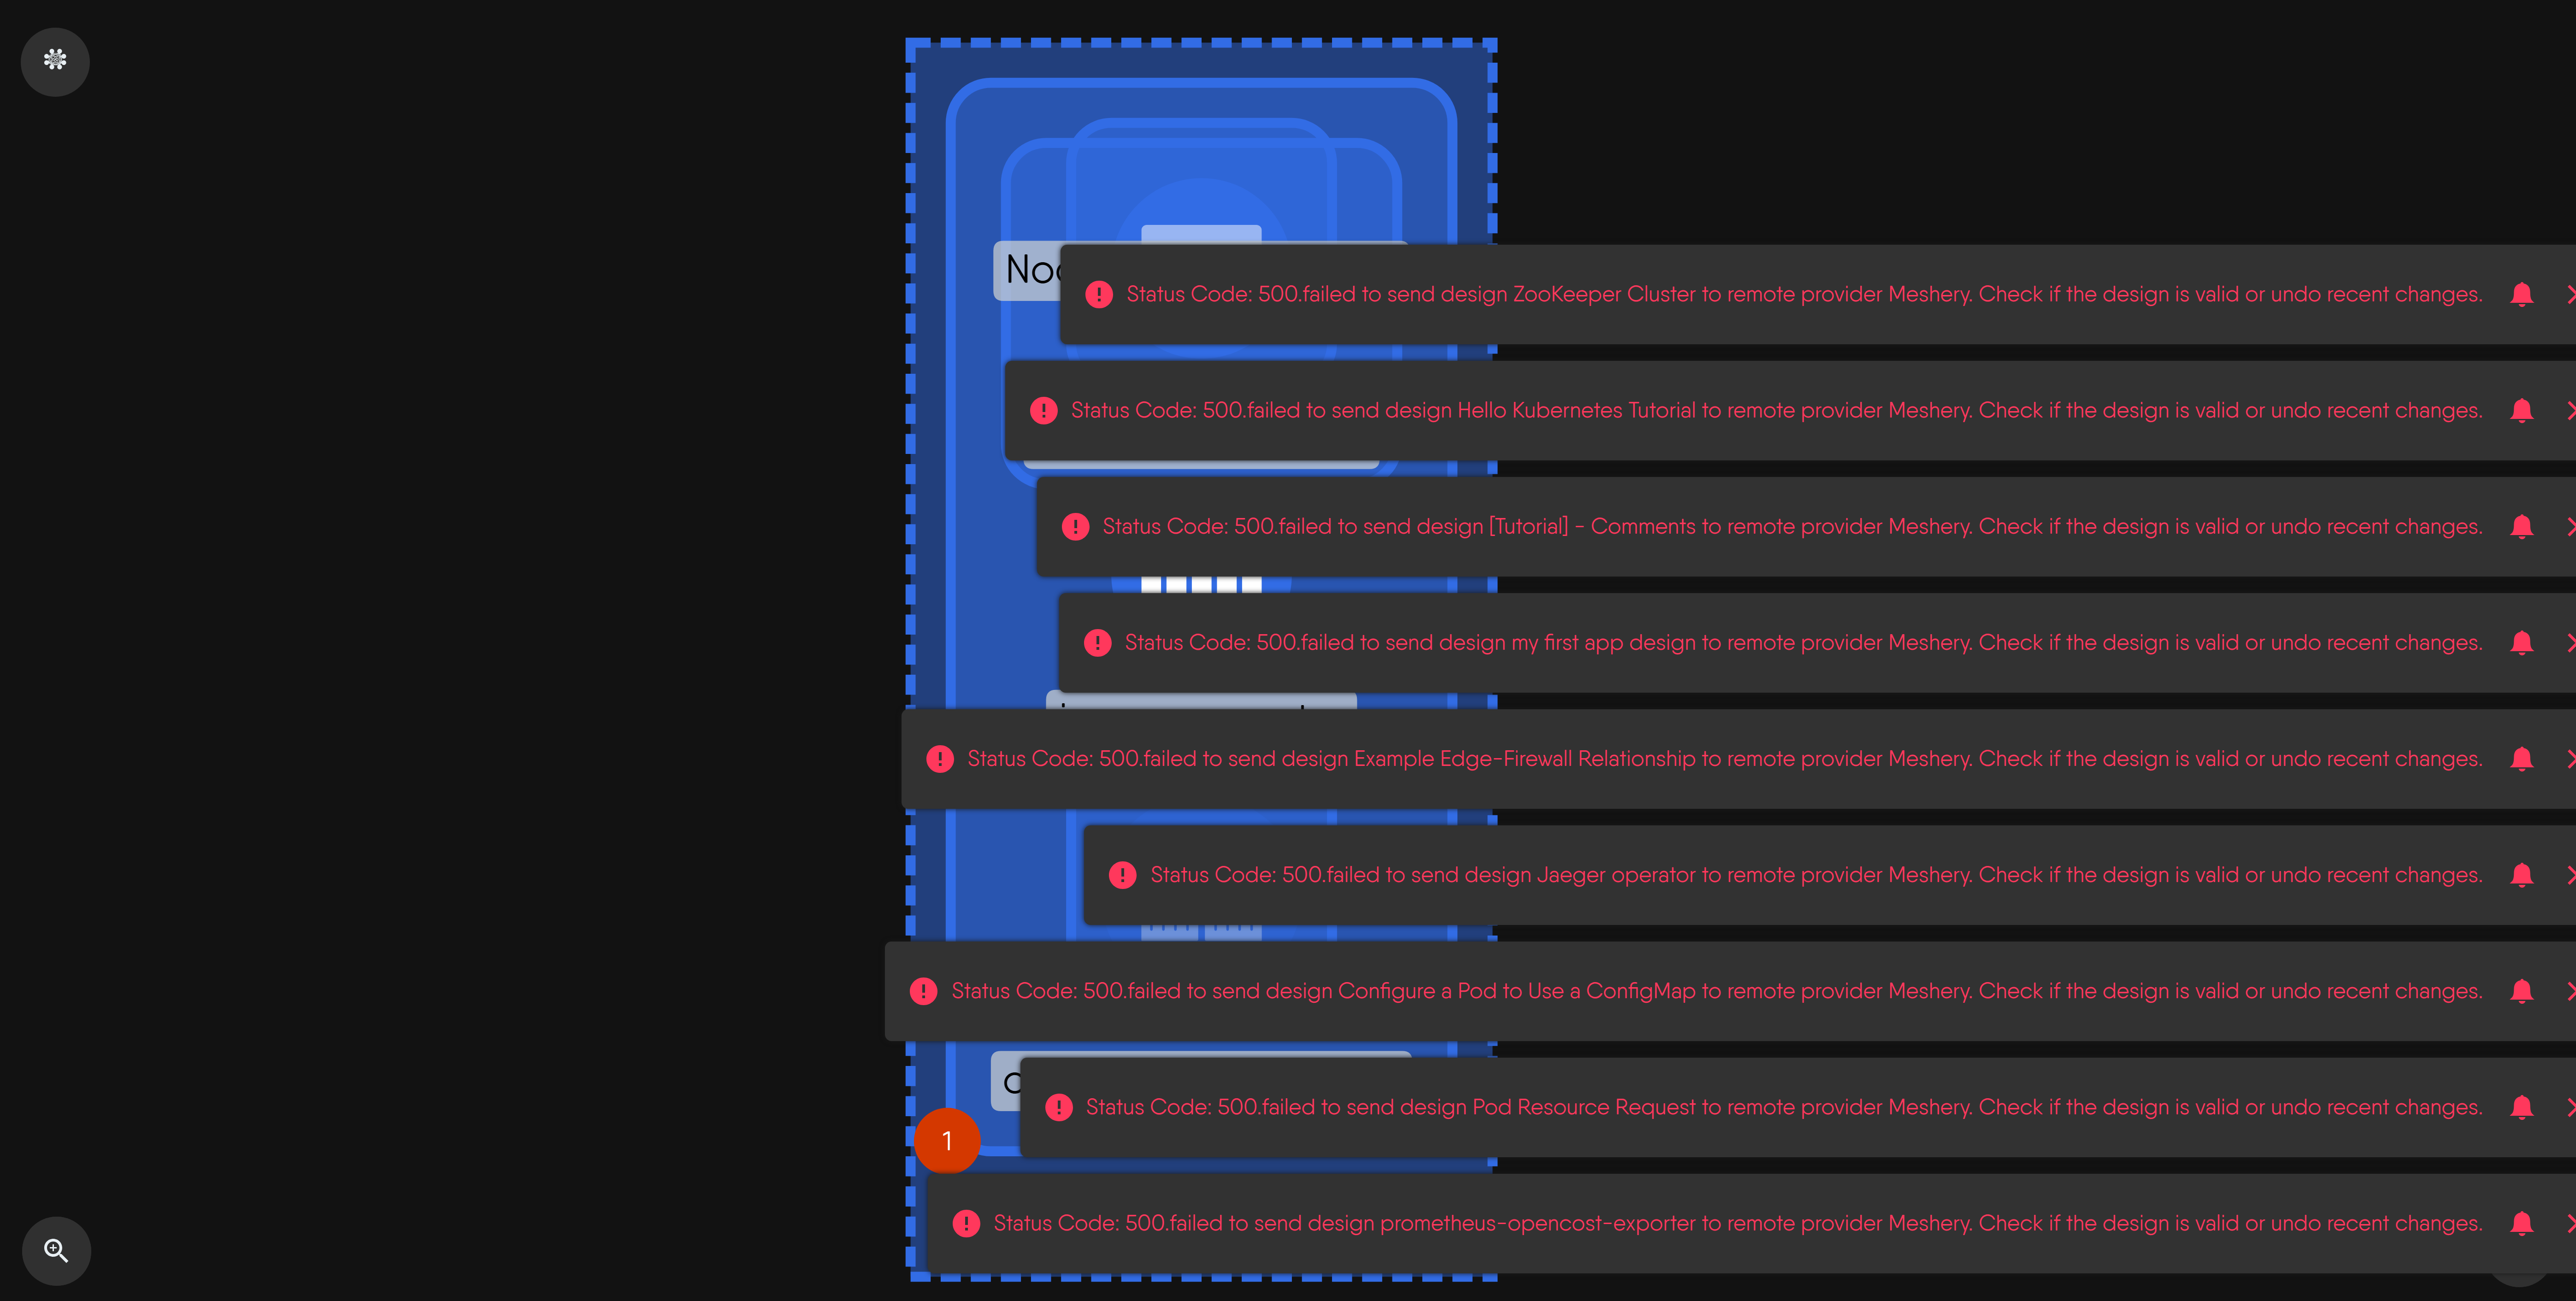 Status Code: 500.failed to send design ZooKeeper Cluster to remote provider Meshery. Check if the design is valid or undo recent changes.
Status Code: 500.failed to send design Hello Kubernetes Tutorial to remote provider Meshery. Check if the design is valid or undo recent changes.
Status Code: 500.failed to send design [Tutorial] - Comments to remote provider Meshery. Check if the design is valid or undo recent changes.
Status Code: 500.failed to send design my first app design to remote provider Meshery. Check if the design is valid or undo recent changes.
Status Code: 500.failed to send design Example Edge-Firewall Relationship to remote provider Meshery. Check if the design is valid or undo recent changes.
Status Code: 500.failed to send design Jaeger operator to remote provider Meshery. Check if the design is valid or undo recent changes.
Status Code: 500.failed to send design Configure a Pod to Use a ConfigMap to remote provider Meshery. Check if the design is valid or undo recent changes.
Status Code: 500.failed to send design Pod Resource Request to remote provider Meshery. Check if the design is valid or undo recent changes.
1
Status Code: 500.failed to send design prometheus-opencost-exporter to remote provider Meshery. Check if the design is valid or undo recent changes.